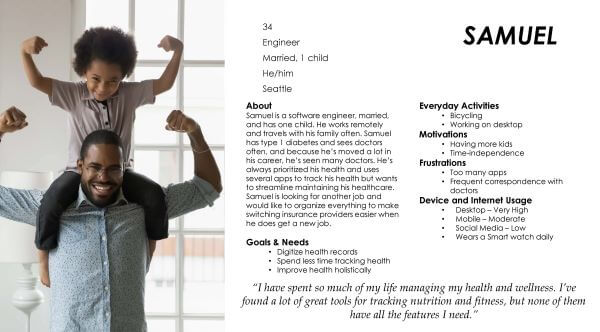 34
Engineer
Married, 1 child
He/him
Seattle
SAMUEL
About
Samuel is a software engineer, married,
and has one child. He works remotely
and travels with his family often. Samuel
has type 1 diabetes and sees doctors
often, and because he's moved a lot in
his career, he's seen many doctors. He's
always prioritized his health and uses
several apps to track his health but wants
to streamline maintaining his healthcare.
Samuel is looking for another job and
would like to organize everything to make
switching insurance providers easier when
he does get a new job.
Goals & Needs
• Digitize health records
• Spend less time tracking health
• Improve health holistically
Everyday Activities
• Bicycling
• Working on desktop
Motivations
• Having more kids
• Time-independence
Frustrations
• Too many apps
• Frequent correspondence with
doctors
Device and Internet Usage
• Desktop – Very High
• Mobile – Moderate
• Social Media – Low
• Wears a Smart watch daily
“I have spent so much of my life managing my health and wellness. I've
found a lot of great tools for tracking nutrition and fitness, but none of them
have all the features I need.”